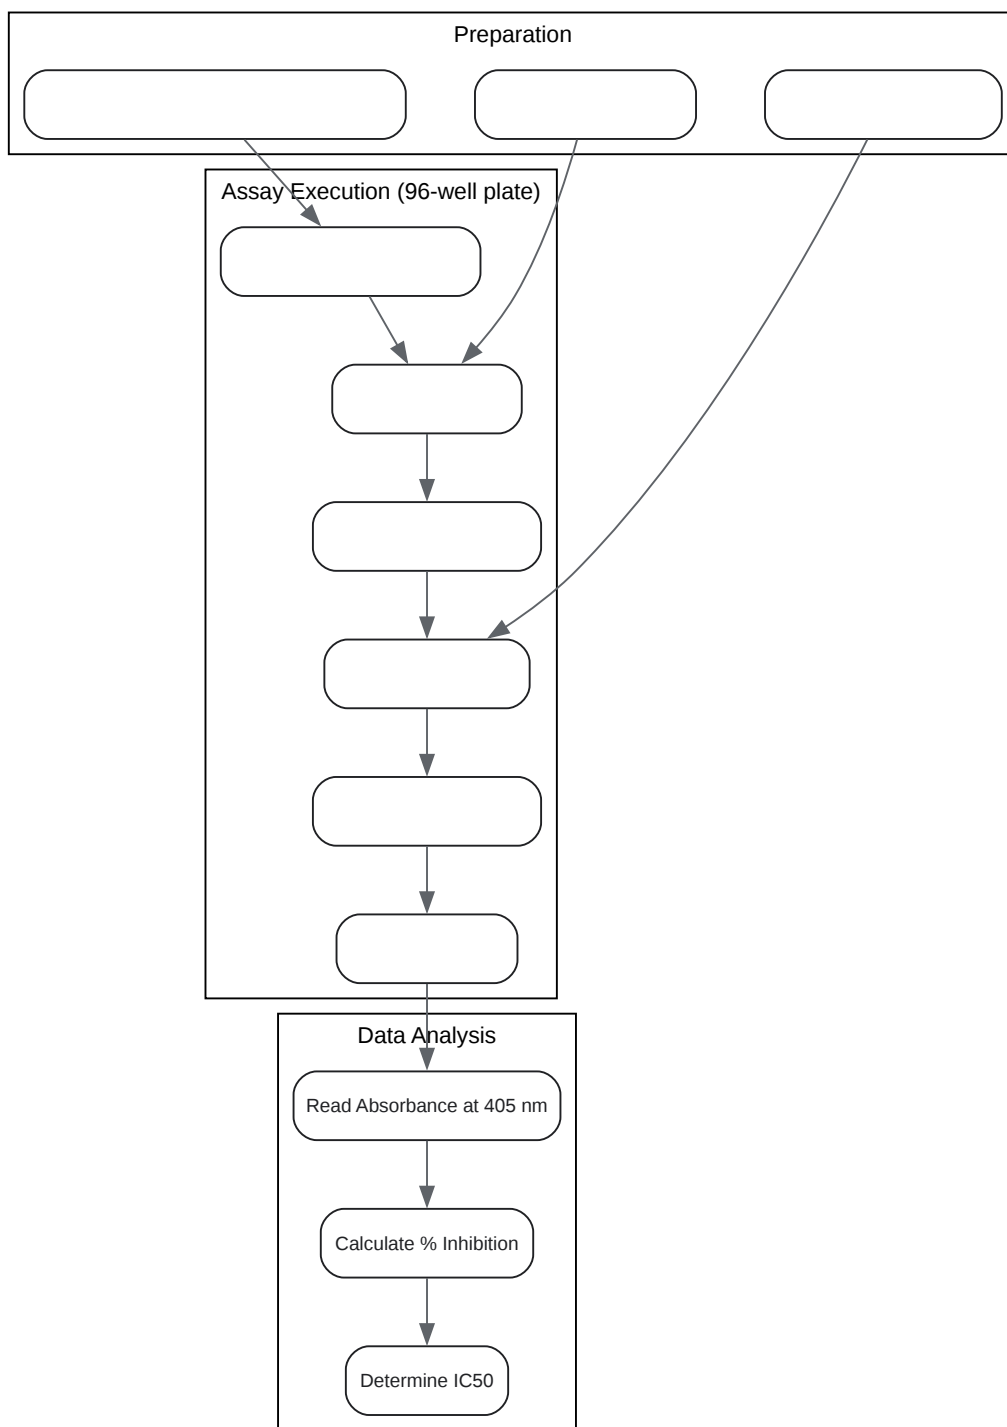 Preparation
Assay Execution (96-well plate)
Data Analysis
Read Absorbance at 405 nm
Calculate % Inhibition
Determine IC50